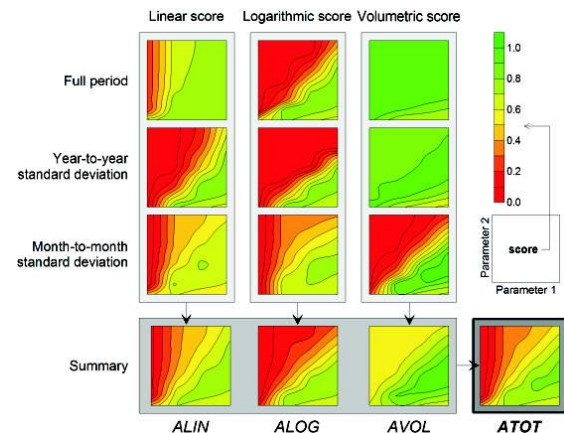 Linear score Logarithmic score Volumetric score
Full period
Year-to-year
standard deviation
Month-to-month
standard deviation
1.0
0.8
0.6
0.4
0.2
0.0
Parameter 2
score
Parameter 1
Summary
ALIN ALOG AVOL ATOT